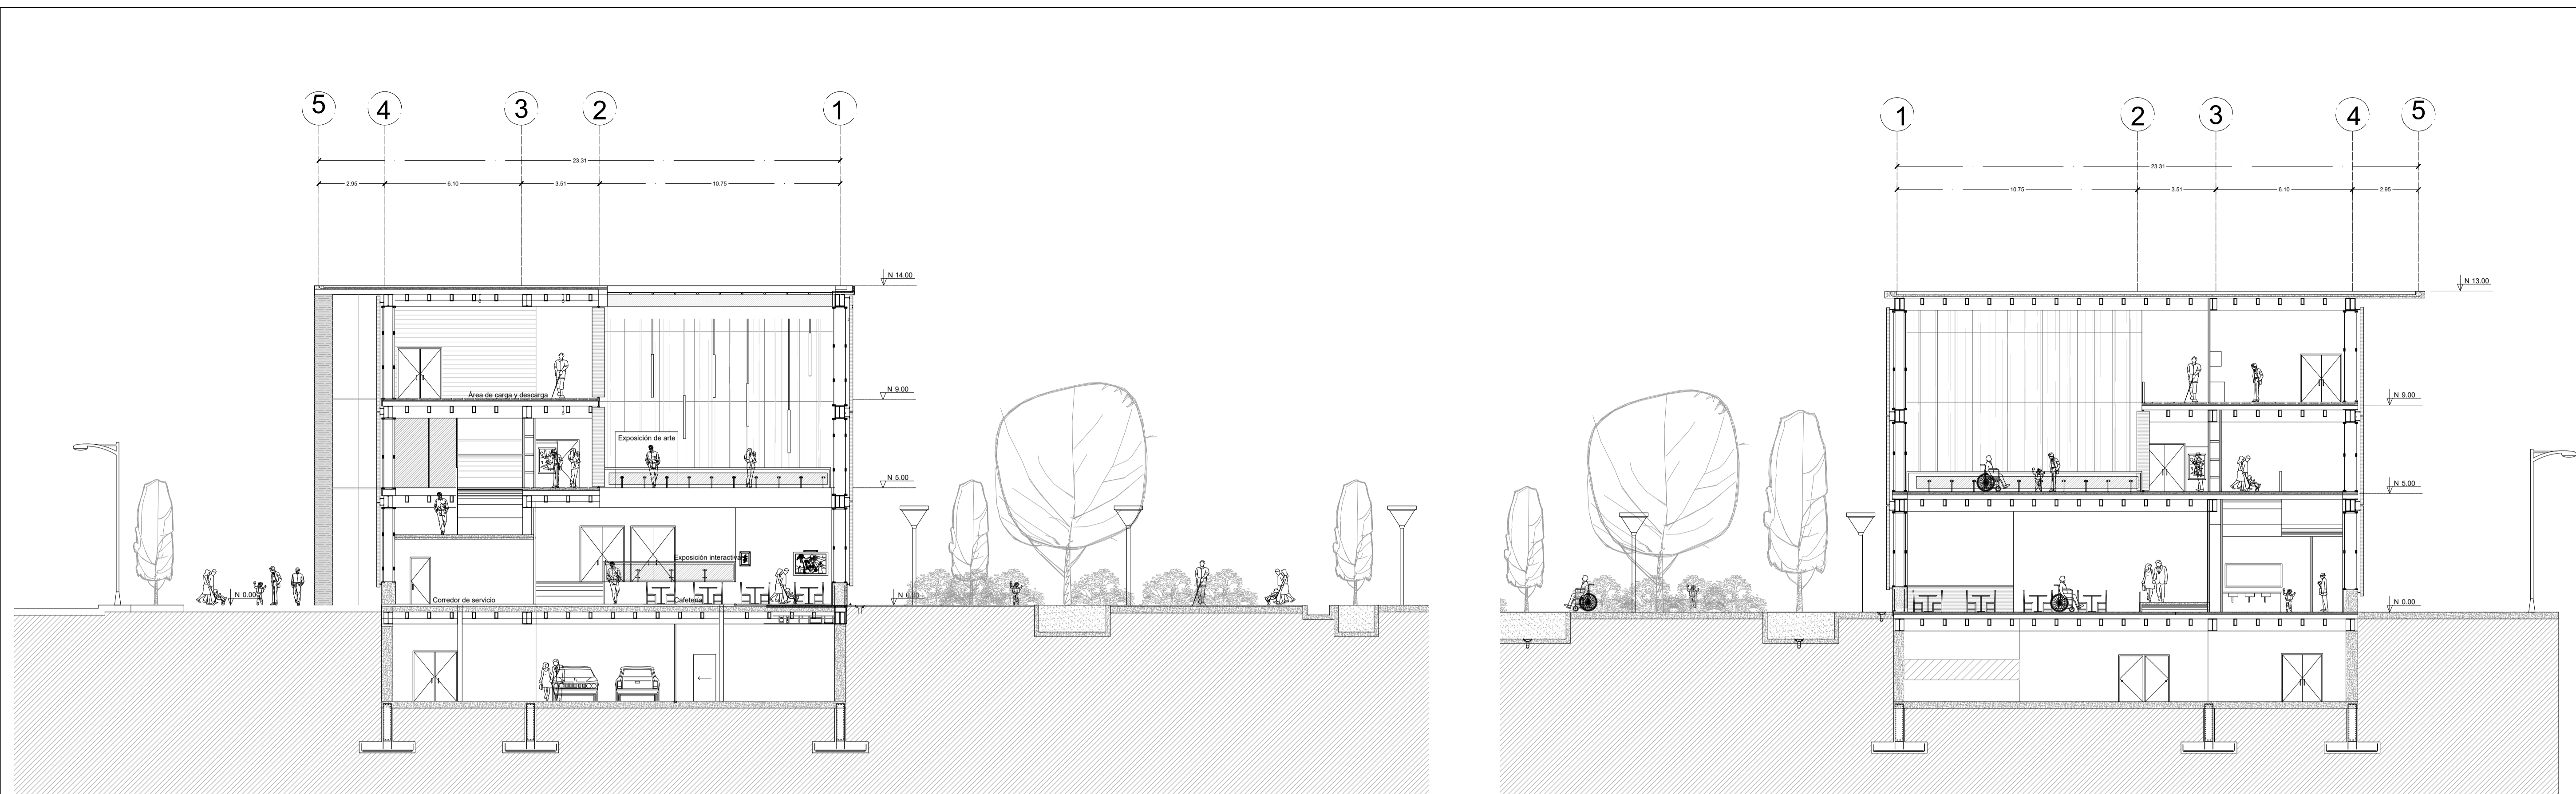 5 4 3 2 1
23.31
2.95 6.10 3.51 10.75
N 14.00
N 9.00
Área de carga y descarga
Exposición de arte
N 5.00
Exposición interactiva
N 0.00
Corredor de servicio
Cafetería
N 0.00
1 2 3 4 5
23.31
10.75 3.51 6.10 2.95
N 13.00
N 9.00
N 5.00
N 0.00